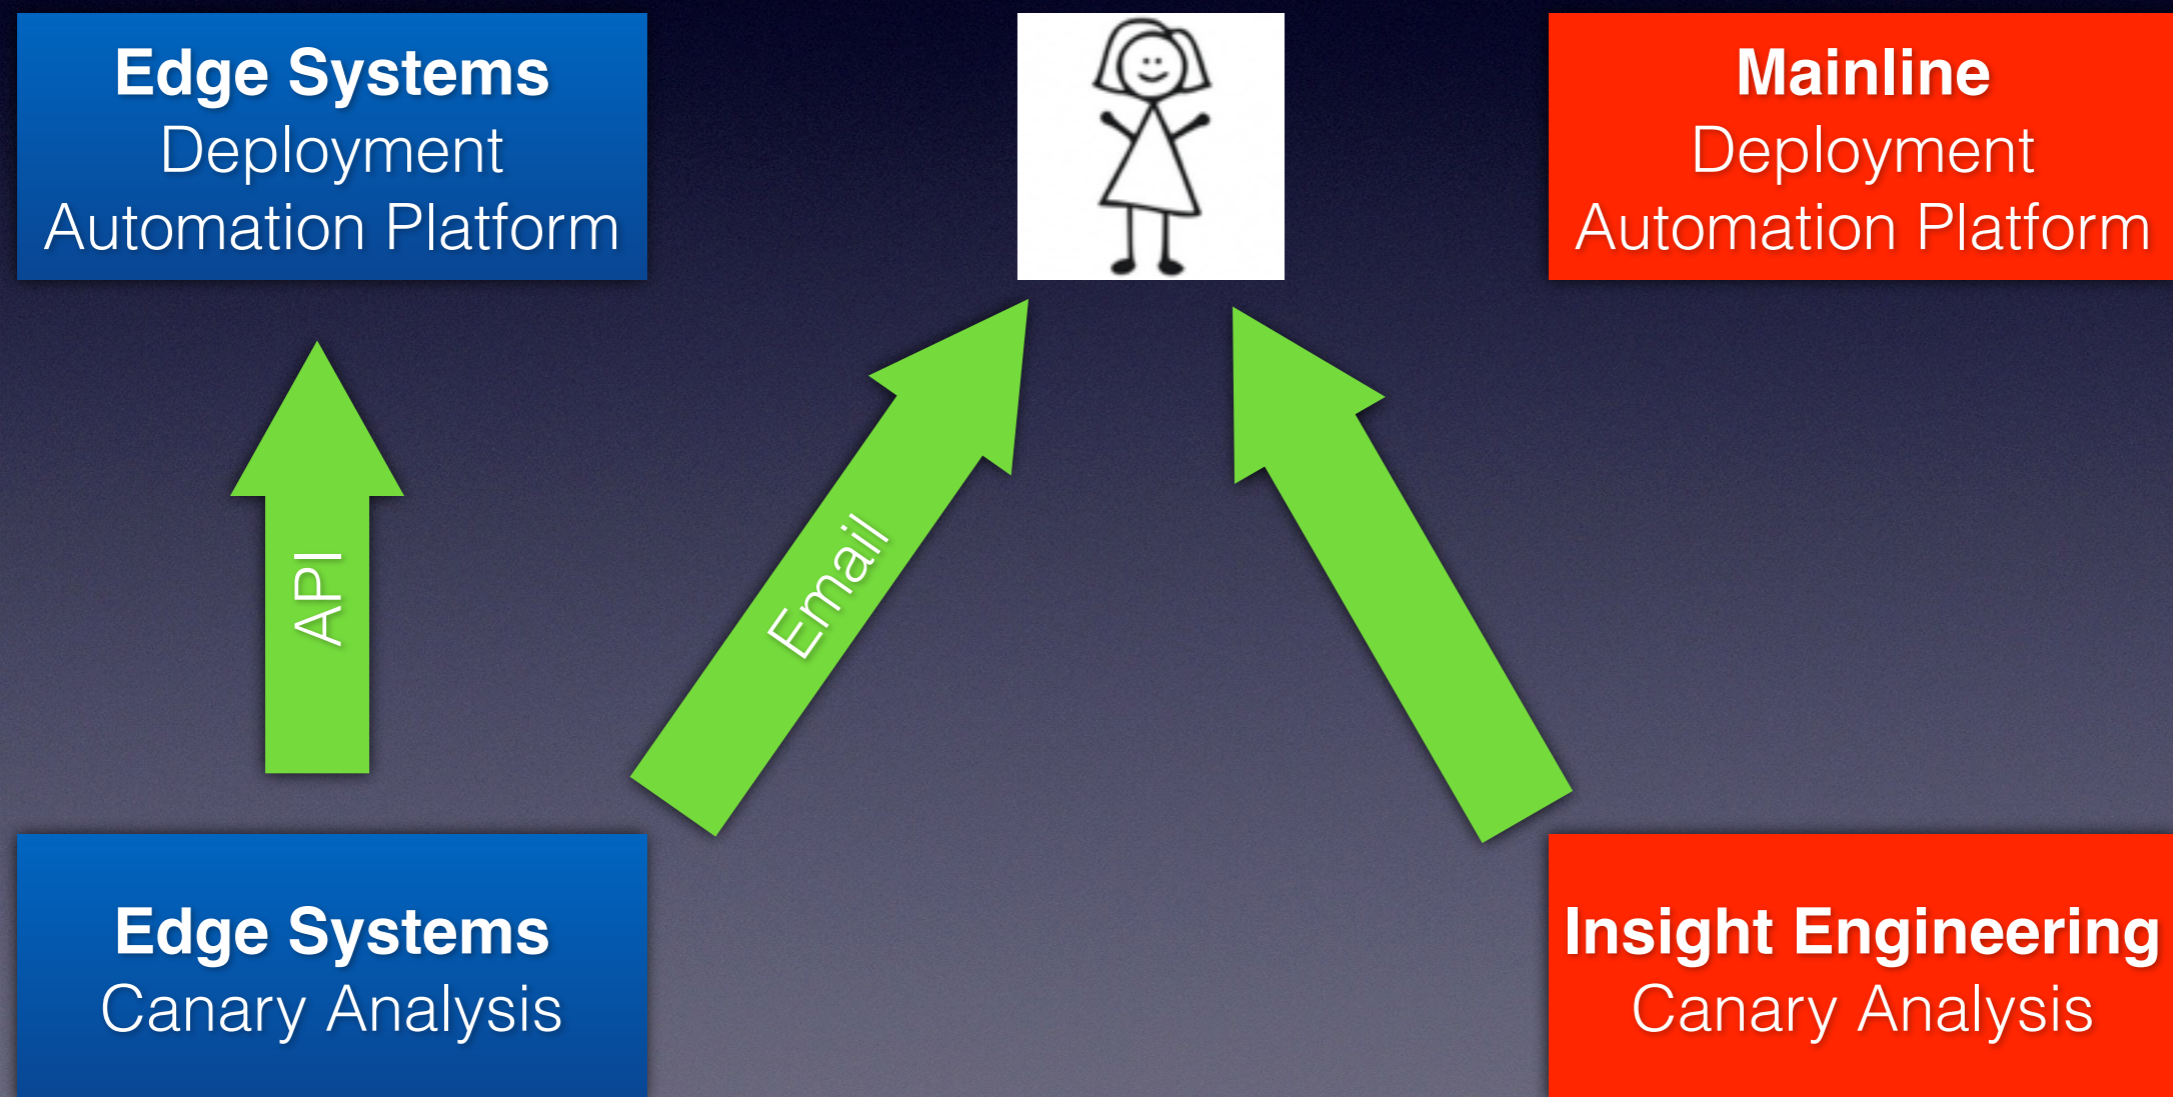 Edge Systems
Deployment
Automation Platform
Mainline
Deployment
Automation Platform
API
Email
Edge Systems
Canary Analysis
Insight Engineering
Canary Analysis